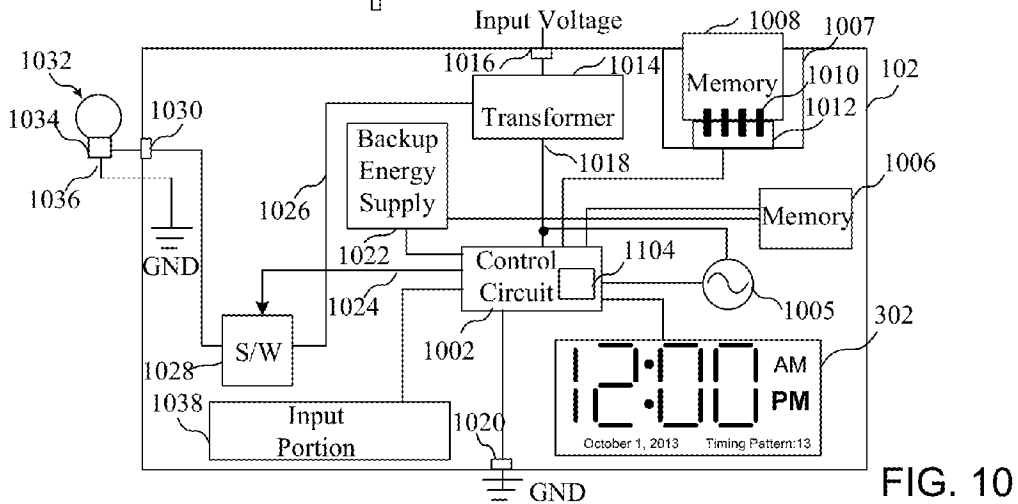 Input Voltage
1008
1007
1032
1016
1014
1010
Memory
102
1034
1030
Transformer
1012
Backup
Energy
Supply
1018
1006
1036
1026
Memory
1022
Control
Circuit
1104
GND
1024
1005
S/W
1002
302
1028
12:00
AM
PM
1038
Input
Portion
1020
October 1, 2013
Timing Pattern:13
GND
FIG. 10